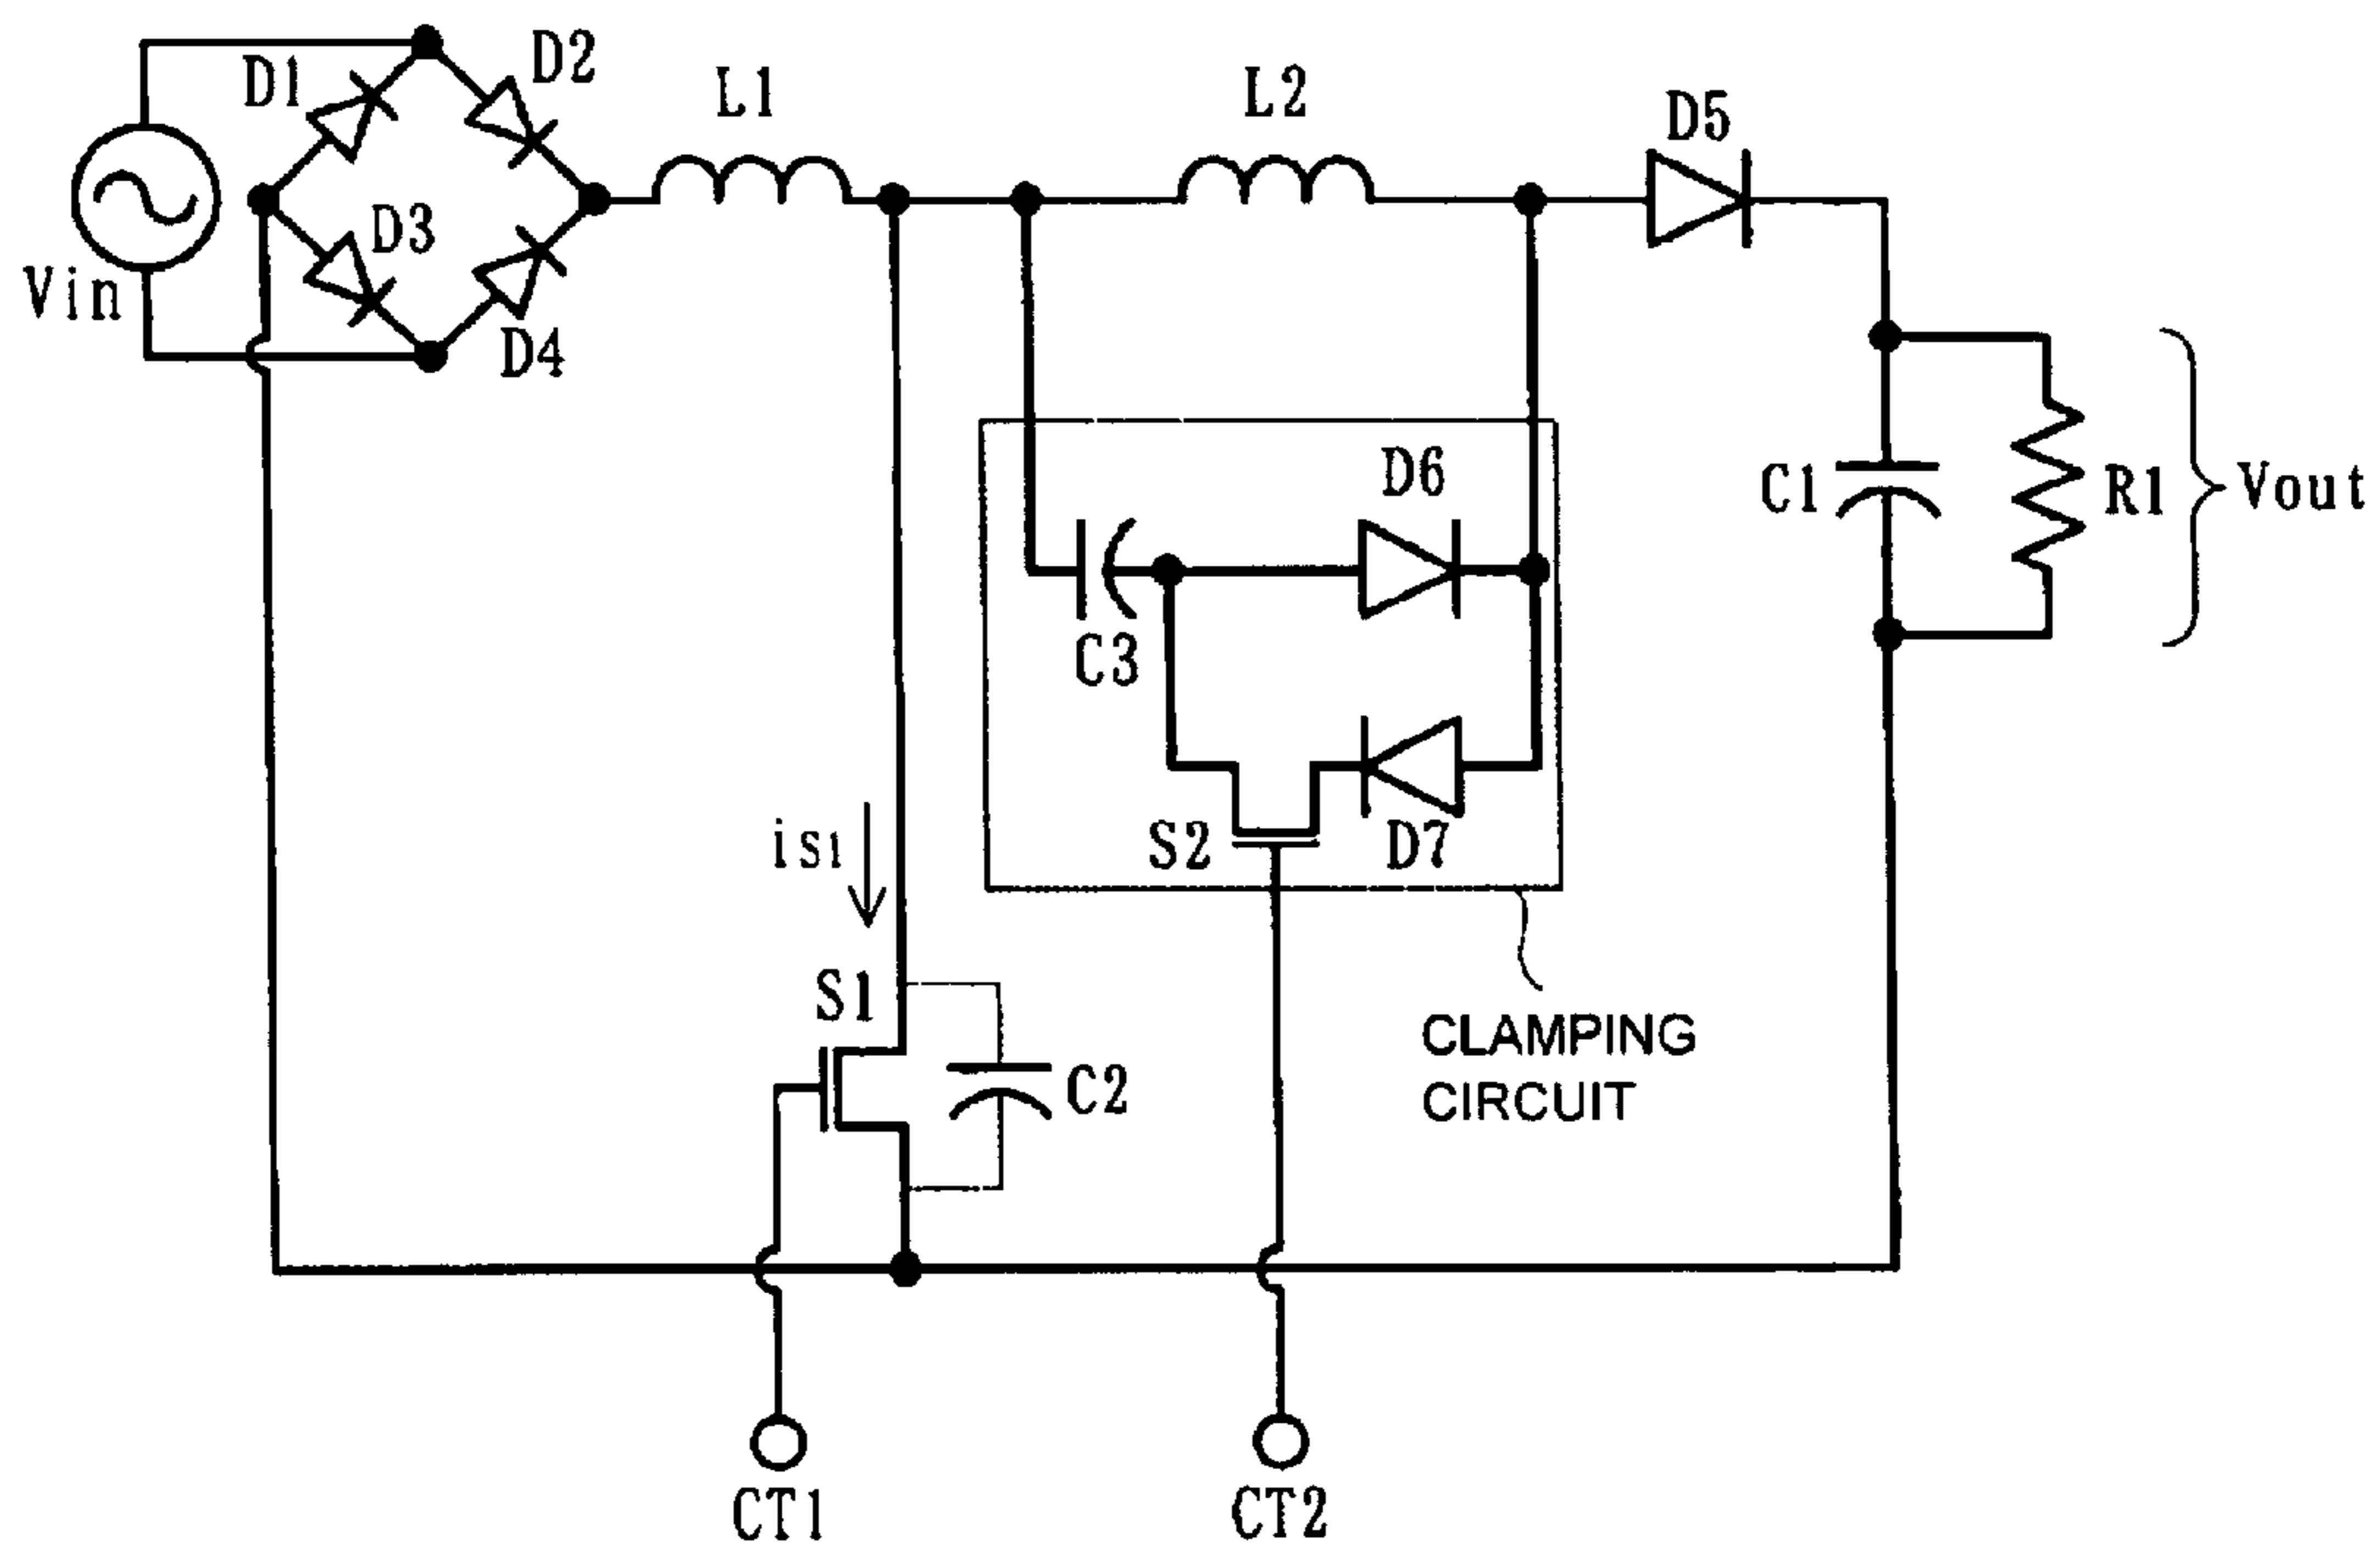 D1
D2
L1
L2
D5
D3
Vin
D4
D6
C1
R1
Vout
C3
is1
S2
D7
S1
CLAMPING
CIRCUIT
C2
CT1
CT2